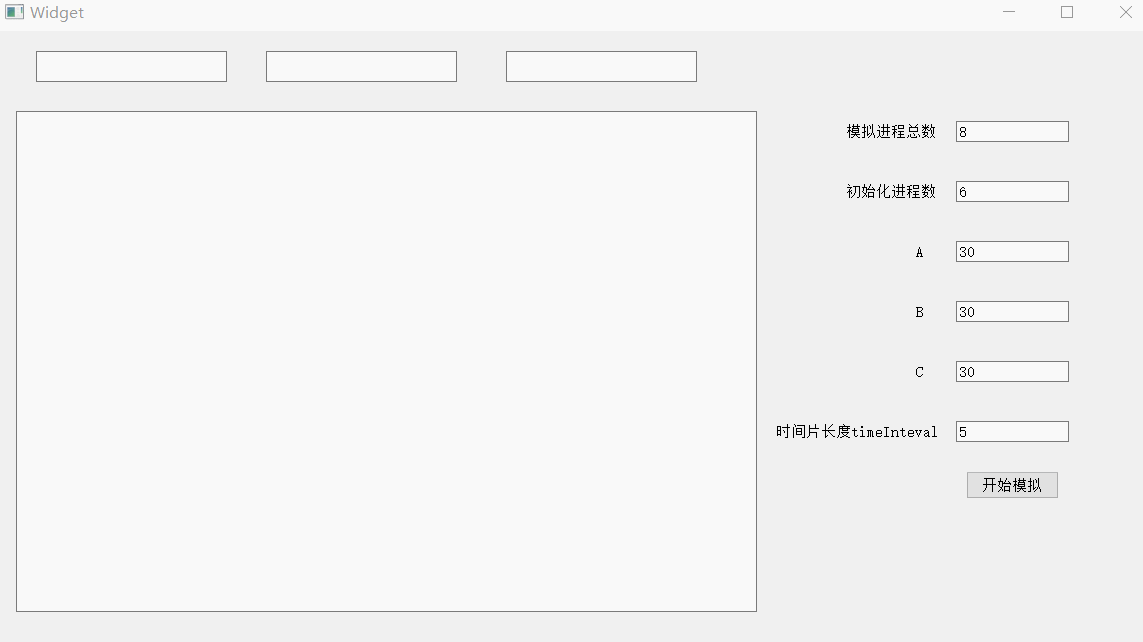 Widget
模拟进程总数 8
初始化进程数 6
A 30
B 30
C 30
时间片长度timeInteval 5
开始模拟